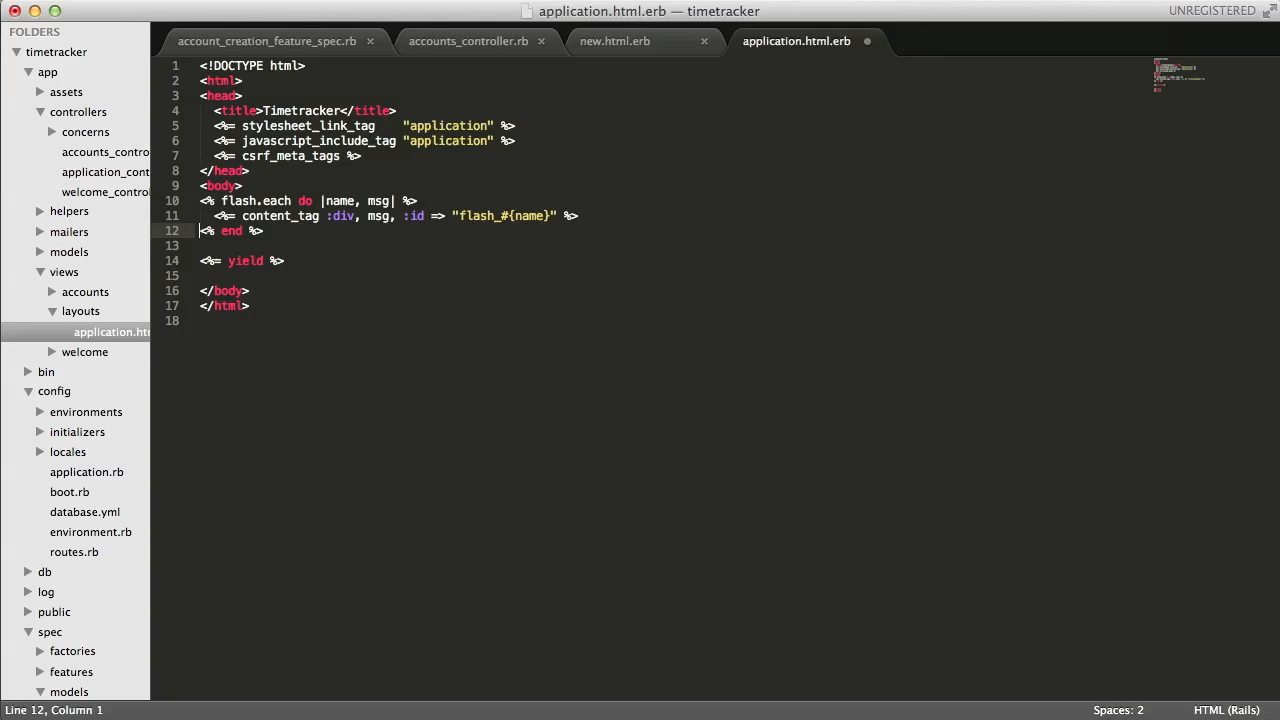 application.html.erb — timetracker
UNREGISTERED
FOLDERS
timetracker
app
assets
controllers
concerns
accounts_contro
application_cont
welcome_contro
helpers
mailers
models
views
accounts
layouts
application.htm
welcome
bin
config
environments
initializers
locales
application.rb
boot.rb
database.yml
environment.rb
routes.rb
db
log
public
spec
factories
features
models
account_creation_feature_spec.rb ×
accounts_controller.rb ×
new.html.erb ×
application.html.erb
1 <!DOCTYPE html>
2 <html>
3 <head>
4   <title>Timetracker</title>
5   <%= stylesheet_link_tag    "application" %>
6   <%= javascript_include_tag "application" %>
7   <%= csrf_meta_tags %>
8 </head>
9 <body>
10 <% flash.each do |name, msg| %>
11   <%= content_tag :div, msg, :id => "flash_#{name}" %>
12 <% end %>
13
14 <%= yield %>
15
16 </body>
17 </html>
18
Line 12, Column 1
Spaces: 2
HTML (Rails)